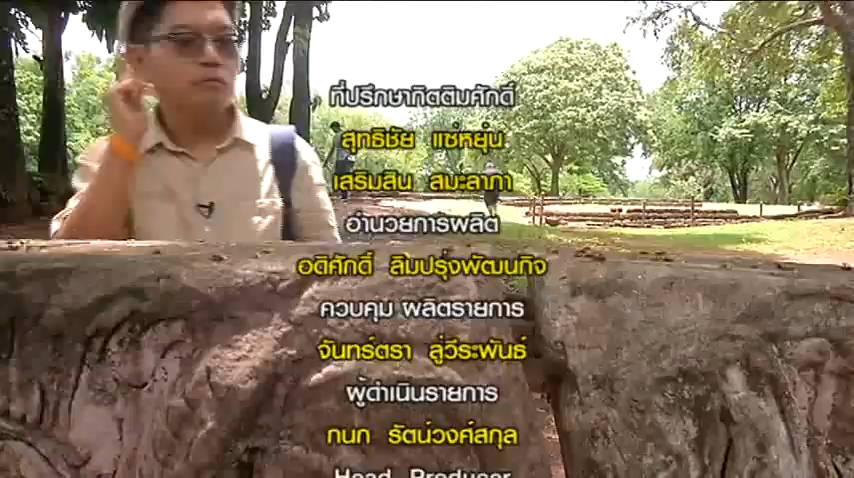 ที่ปรึกษากิตติมศักดิ์
สุทธิชัย แซ่หยุ่น
เสริมสิน สมะลาภา
อำนวยการผลิต
อดิศักดิ์ ลิมปรุ่งพัฒนกิจ
ควบคุม ผลิตรายการ
จันทร์ตรา สู่วีระพันธ์
ผู้ดำเนินรายการ
กนก รัตน์วงศ์สกุล
Head Producer